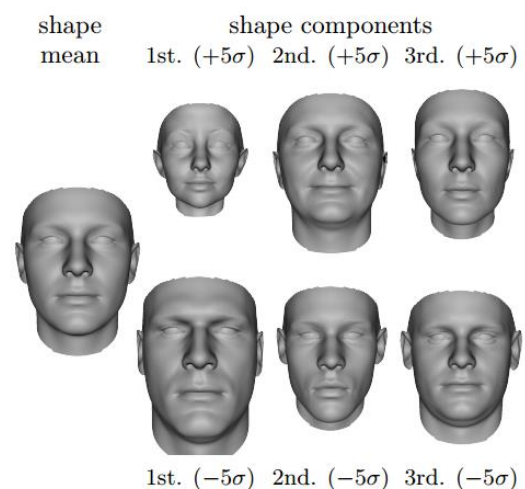 shape shape components
mean 1st. (+5σ) 2nd. (+5σ) 3rd. (+5σ)
1st. (−5σ) 2nd. (−5σ) 3rd. (−5σ)